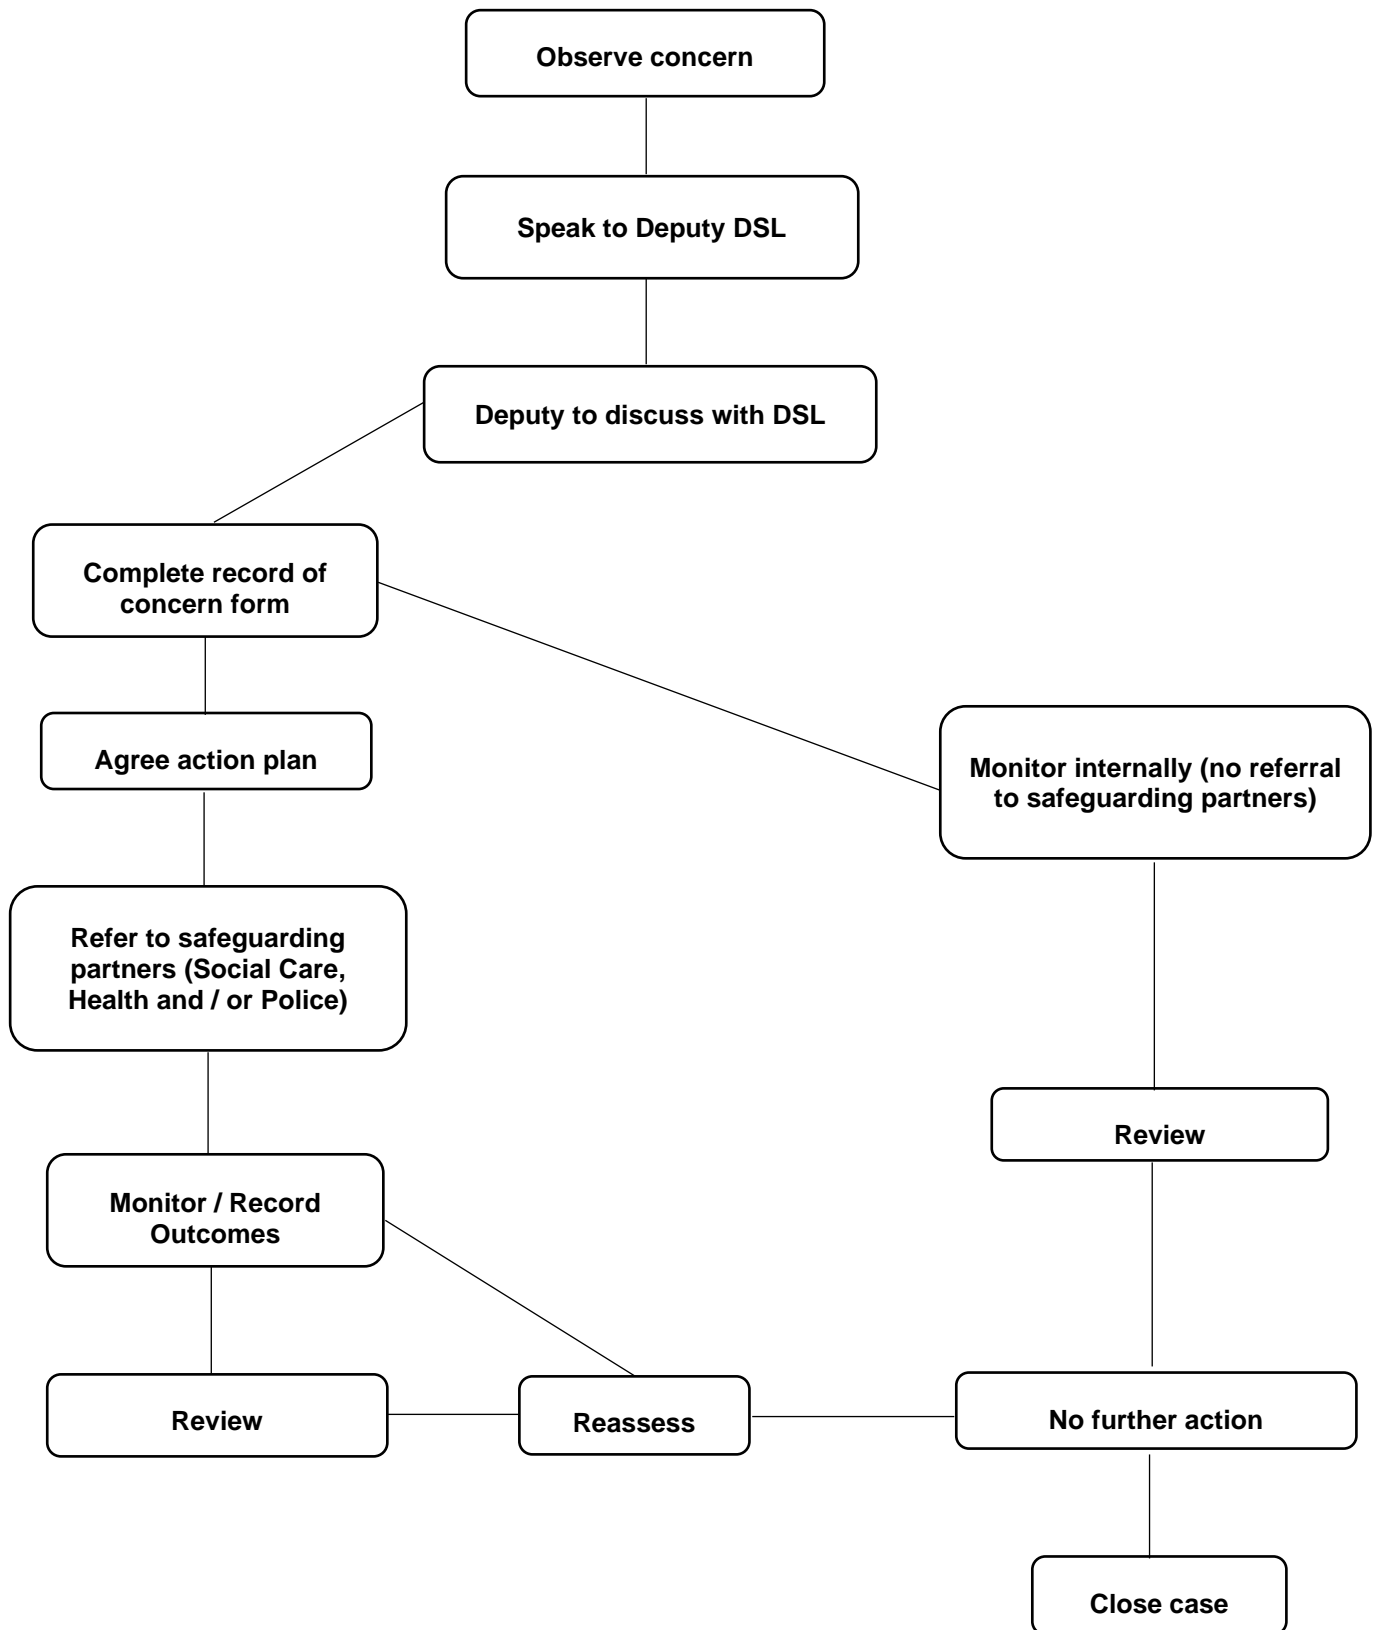 Observe concern
Speak to Deputy DSL
Deputy to discuss with DSL
Complete record of
concern form
Agree action plan
Monitor internally (no referral
to safeguarding partners)
Refer to safeguarding
partners (Social Care,
Health and / or Police)
Review
Monitor / Record
Outcomes
Review
Reassess
No further action
Close case